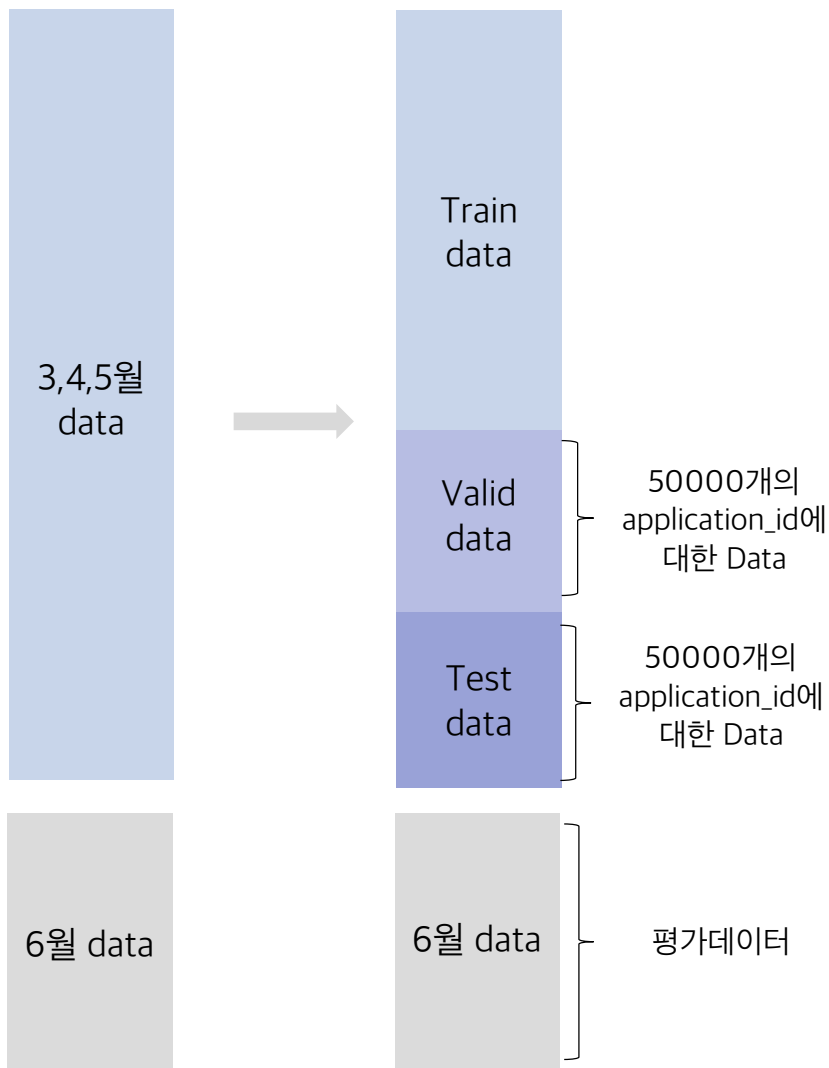 3,4,5월
data
Train
data
Valid
data
50000개의
application_id에
대한 Data
Test
data
50000개의
application_id에
대한 Data
6월 data
6월 data
평가데이터